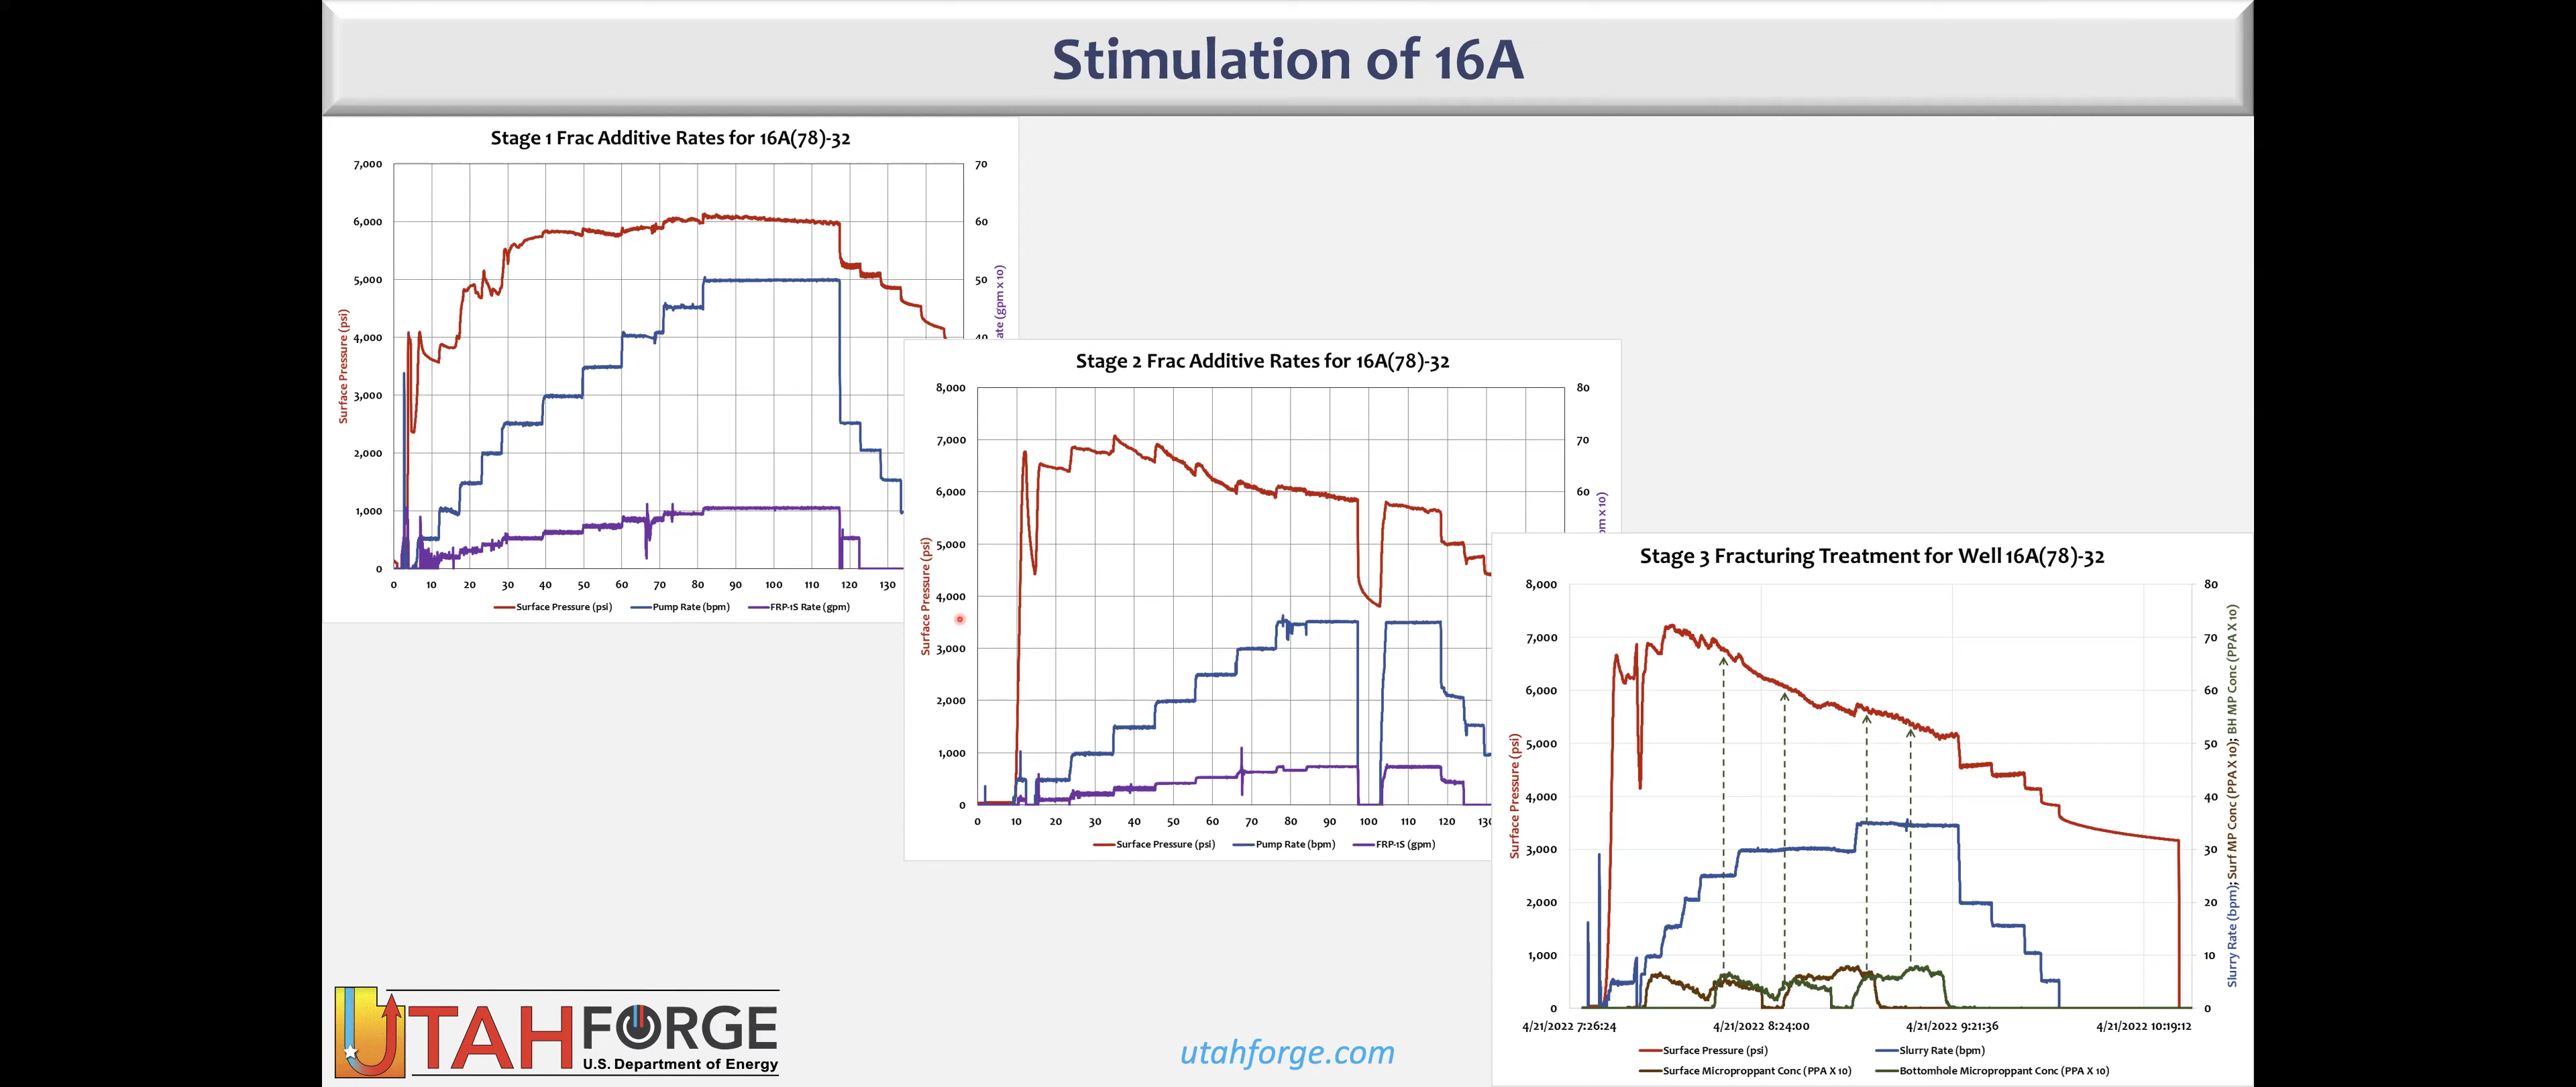 Stimulation of 16A
Stage 1 Frac Additive Rates for 16A(78)-32
7,000
6,000
5,000
4,000
3,000
2,000
1,000
0
Surface Pressure (psi)
70
60
50
40
ate (gpm x 10)
0 10 20 30 40 50 60 70 80 90 100 110 120 130
Surface Pressure (psi) Pump Rate (bpm) FRP-1S Rate (gpm)
Stage 2 Frac Additive Rates for 16A(78)-32
8,000
7,000
6,000
5,000
4,000
3,000
2,000
1,000
0
Surface Pressure (psi)
80
70
60
pm x 10)
0 10 20 30 40 50 60 70 80 90 100 110 120 130
Surface Pressure (psi) Pump Rate (bpm) FRP-1S (gpm)
Stage 3 Fracturing Treatment for Well 16A(78)-32
8,000
7,000
6,000
5,000
4,000
3,000
2,000
1,000
0
Surface Pressure (psi)
80
70
60
50
40
30
20
10
0
Slurry Rate (bpm); Surf MP Conc (PPA X 10); BH MP Conc (PPA X 10)
4/21/2022 7:26:24 4/21/2022 8:24:00 4/21/2022 9:21:36 4/21/2022 10:19:12
Surface Pressure (psi) Slurry Rate (bpm)
Surface Microproppant Conc (PPA X 10) Bottomhole Microproppant Conc (PPA X 10)
UTAH FORGE
U.S. Department of Energy
utahforge.com